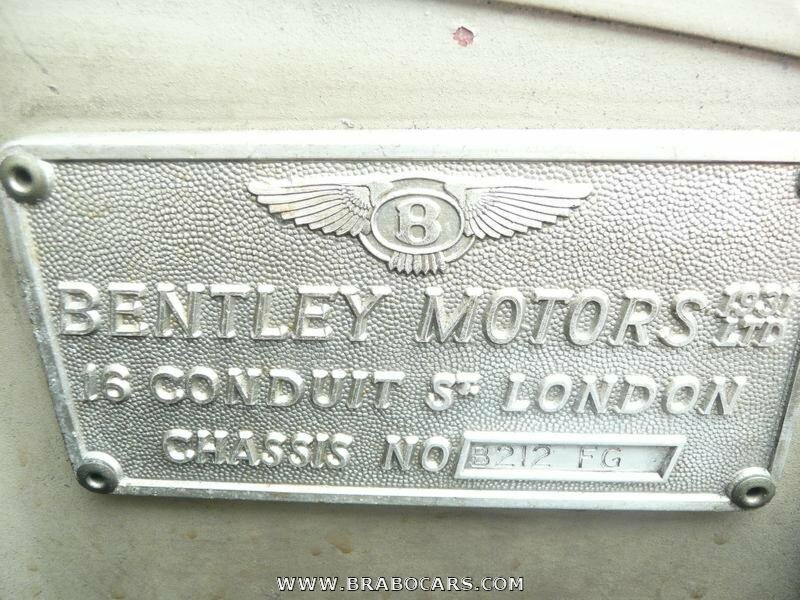 B
BENTLEY MOTORS 1931 LTD
16 CONDUIT ST LONDON
CHASSIS NO B212 FG
WWW.BRABOCARS.COM